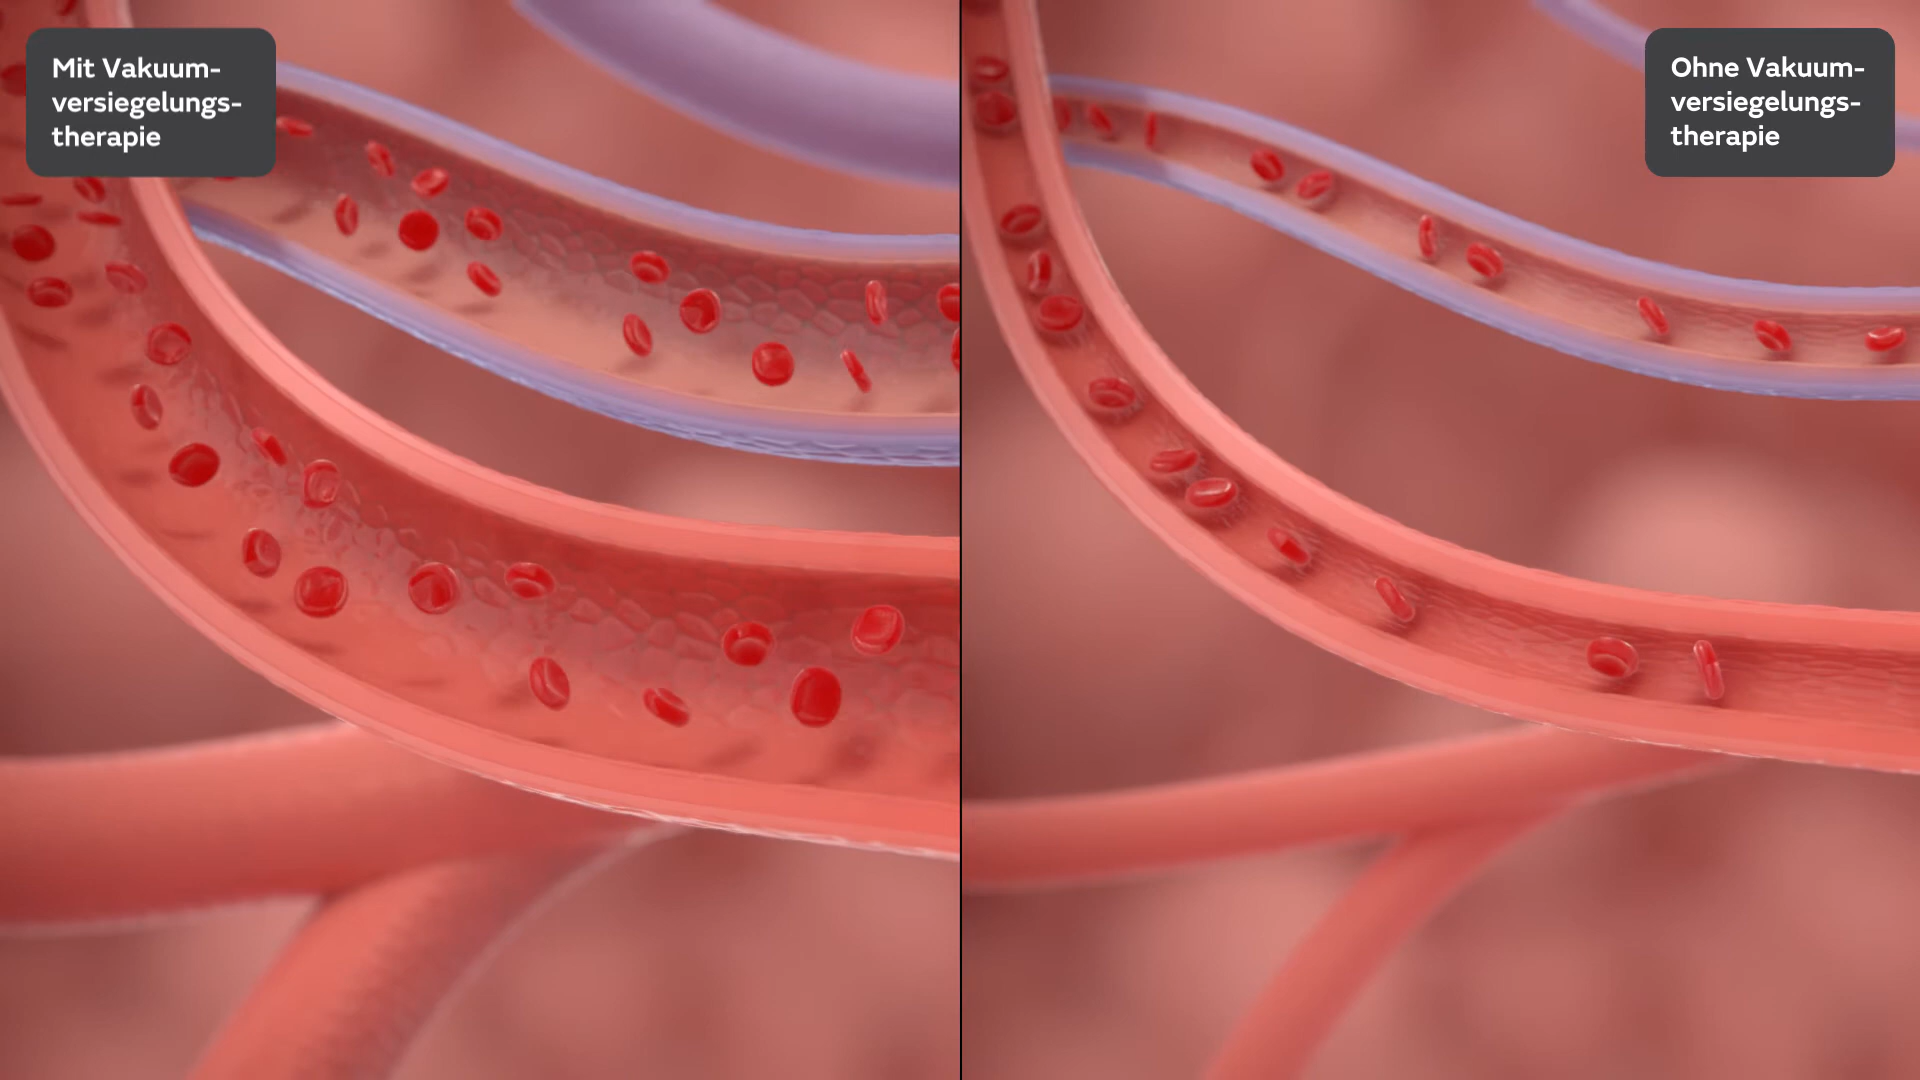 Mit Vakuum-
versiegelungs-
therapie
Ohne Vakuum-
versiegelungs-
therapie